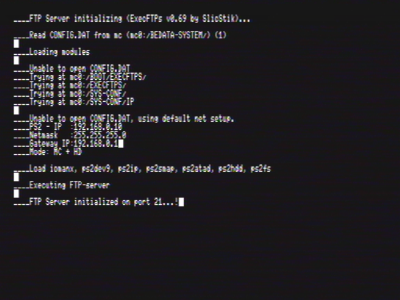 ____FTP Server initializing (ExecFTPs v0.69 by SlicStik)...
____Read CONFIG.DAT from mc (mc0:/BEDATA-SYSTEM/) (1)
____Loading modules
____Unable to open CONFIG.DAT
____Trying at mc0:/BOOT/EXECFTPS/
____Trying at mc0:/EXECFTPS/
____Trying at mc0:/SYS-CONF/
____Trying at mc0:/SYS-CONF/IP
____Unable to open CONFIG.DAT, using default net setup.
____PS2 - IP  :192.168.0.10
____Netmask   :255.255.255.0
____Gateway IP:192.168.0.1
____Mode: MC + HD
____Load iomanx, ps2dev9, ps2ip, ps2smap, ps2atad, ps2hdd, ps2fs
____Executing FTP-server
____FTP Server initialized on port 21...!